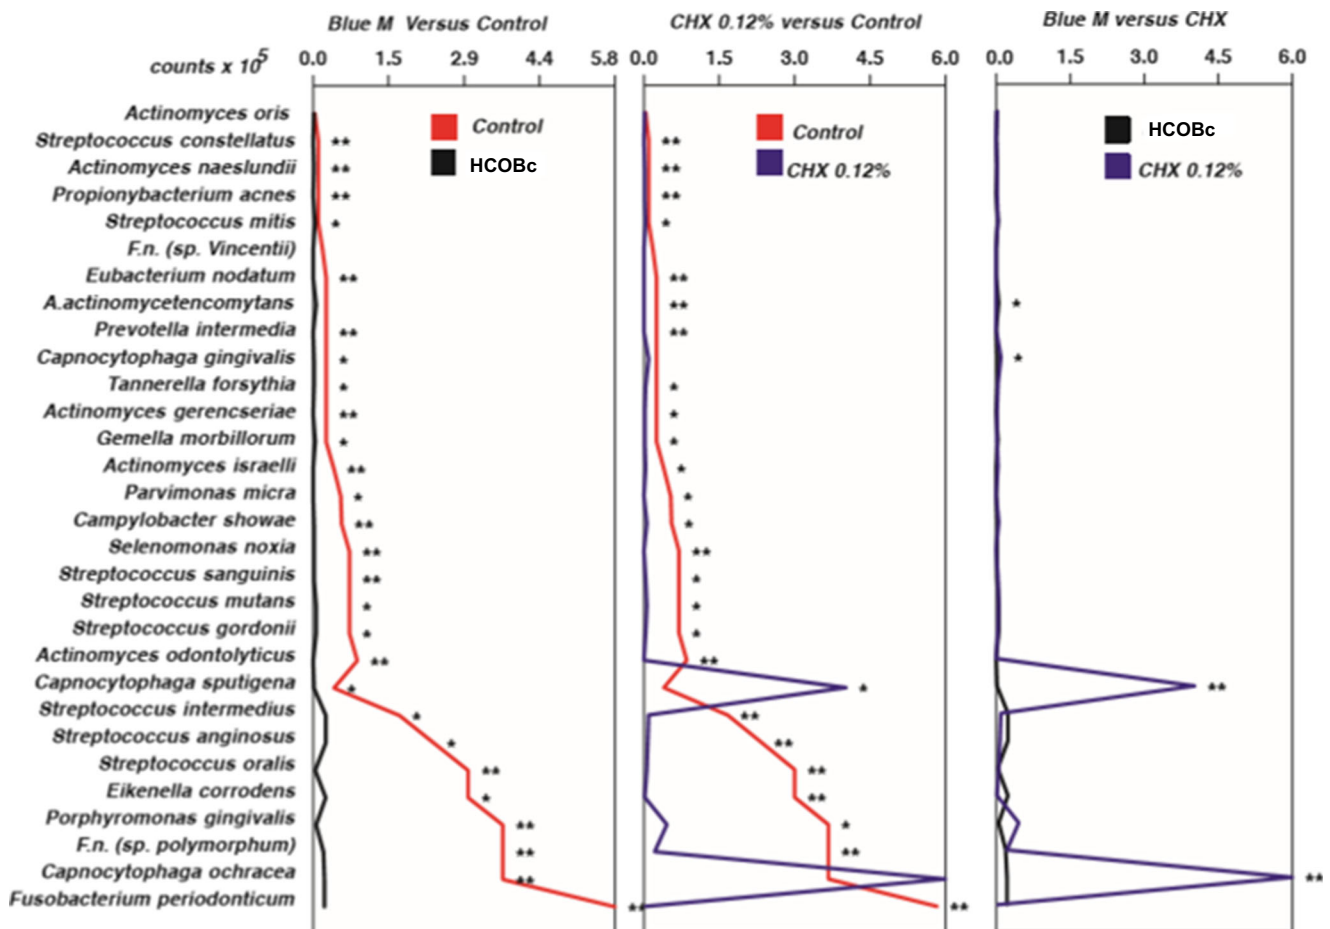 Blue M Versus Control
CHX 0.12% versus Control
Blue M versus CHX
counts x 10⁵
0.0 1.5 2.9 4.4 5.8
0.0 1.5 3.0 4.5 6.0
0.0 1.5 3.0 4.5 6.0
Control
HCOBc
Control
CHX 0.12%
HCOBc
CHX 0.12%
Actinomyces oris
Streptococcus constellatus ** **
Actinomyces naeslundii ** **
Propionybacterium acnes ** **
Streptococcus mitis * *
F.n. (sp. Vincentii)
Eubacterium nodatum ** **
A.actinomycetencomytans ** *
Prevotella intermedia ** **
Capnocytophaga gingivalis * *
Tannerella forsythia * *
Actinomyces gerencseriae ** *
Gemella morbillorum * *
Actinomyces israelli ** *
Parvimonas micra * *
Campylobacter showae ** *
Selenomonas noxia ** **
Streptococcus sanguinis ** *
Streptococcus mutans * *
Streptococcus gordonii * *
Actinomyces odontolyticus ** **
Capnocytophaga sputigena * * **
Streptococcus intermedius * **
Streptococcus anginosus * **
Streptococcus oralis ** **
Eikenella corrodens * **
Porphyromonas gingivalis ** *
F.n. (sp. polymorphum) ** **
Capnocytophaga ochracea ** **
Fusobacterium periodonticum ** **